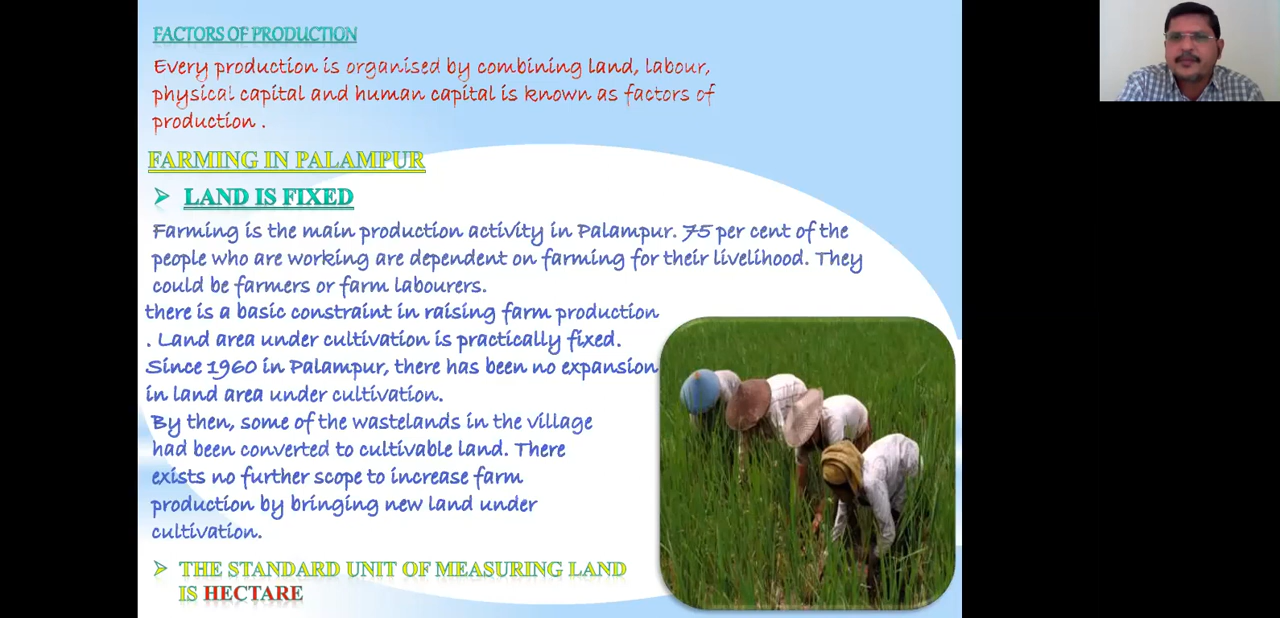 FACTORS OF PRODUCTION
Every production is organised by combining land, labour,
physical capital and human capital is known as factors of
production .
FARMING IN PALAMPUR
➢ LAND IS FIXED
Farming is the main production activity in Palampur. 75 per cent of the
people who are working are dependent on farming for their livelihood. They
could be farmers or farm labourers.
there is a basic constraint in raising farm production
. Land area under cultivation is practically fixed.
Since 1960 in Palampur, there has been no expansion
in land area under cultivation.
By then, some of the wastelands in the village
had been converted to cultivable land. There
exists no further scope to increase farm
production by bringing new land under
cultivation.
➢ THE STANDARD UNIT OF MEASURING LAND
IS HECTARE